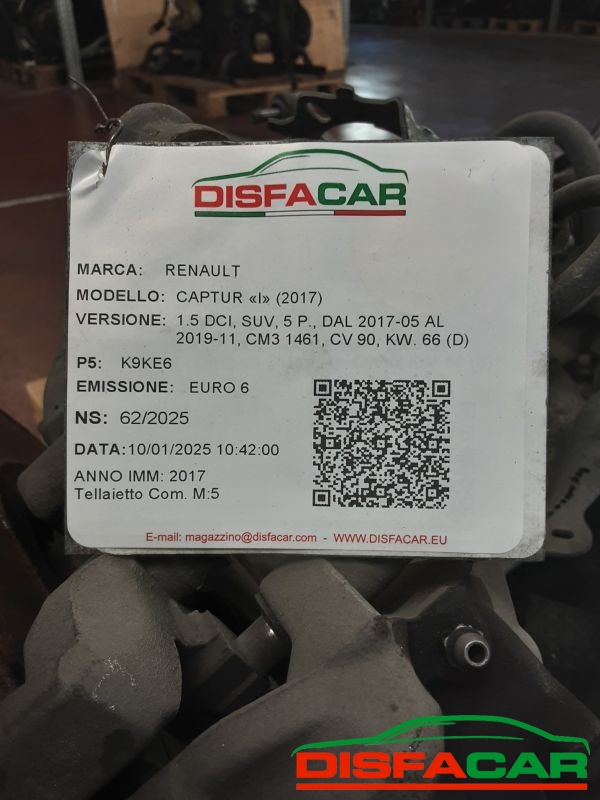 DISFACAR
MARCA: RENAULT
MODELLO: CAPTUR «I» (2017)
VERSIONE: 1.5 DCI, SUV, 5 P., DAL 2017-05 AL
2019-11, CM3 1461, CV 90, KW. 66 (D)
P5: K9KE6
EMISSIONE: EURO 6
NS: 62/2025
DATA:10/01/2025 10:42:00
ANNO IMM: 2017
Tellaietto Com. M:5
E-mail: magazzino@disfacar.com - WWW.DISFACAR.EU
DISFACAR